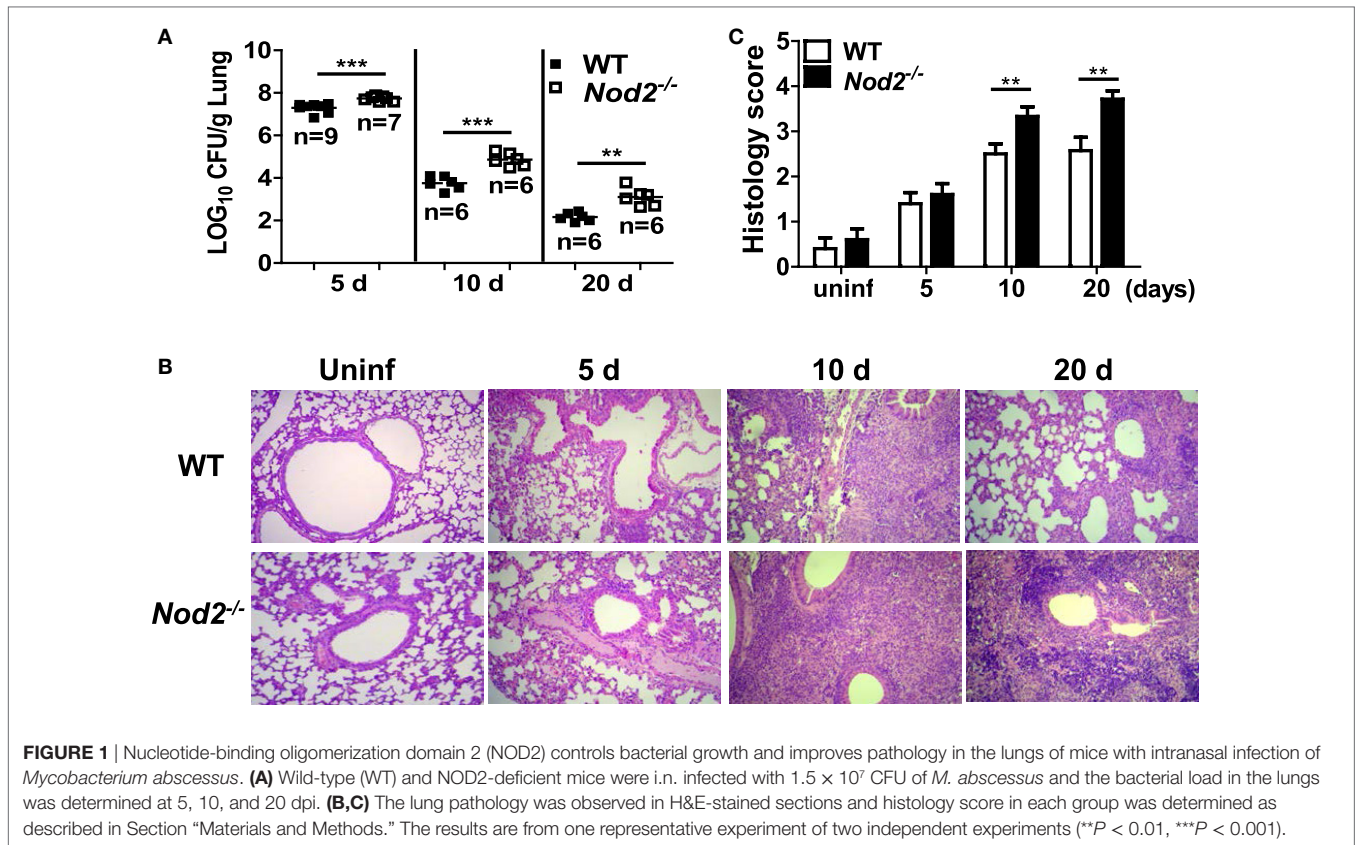 A
LOG10 CFU/g Lung
10
8
6
4
2
0
***
n=9
n=7
***
n=6
n=6
WT
Nod2-/-
**
n=6
n=6
5 d
10 d
20 d
C
Histology score
5
4
3
2
1
0
WT
Nod2-/-
**
**
uninf
5
10
20
(days)
B
Uninf
5 d
10 d
20 d
WT
Nod2-/-
FIGURE 1 | Nucleotide-binding oligomerization domain 2 (NOD2) controls bacterial growth and improves pathology in the lungs of mice with intranasal infection of
Mycobacterium abscessus. (A) Wild-type (WT) and NOD2-deficient mice were i.n. infected with 1.5 × 10⁷ CFU of M. abscessus and the bacterial load in the lungs
was determined at 5, 10, and 20 dpi. (B,C) The lung pathology was observed in H&E-stained sections and histology score in each group was determined as
described in Section “Materials and Methods.” The results are from one representative experiment of two independent experiments (**P < 0.01, ***P < 0.001).